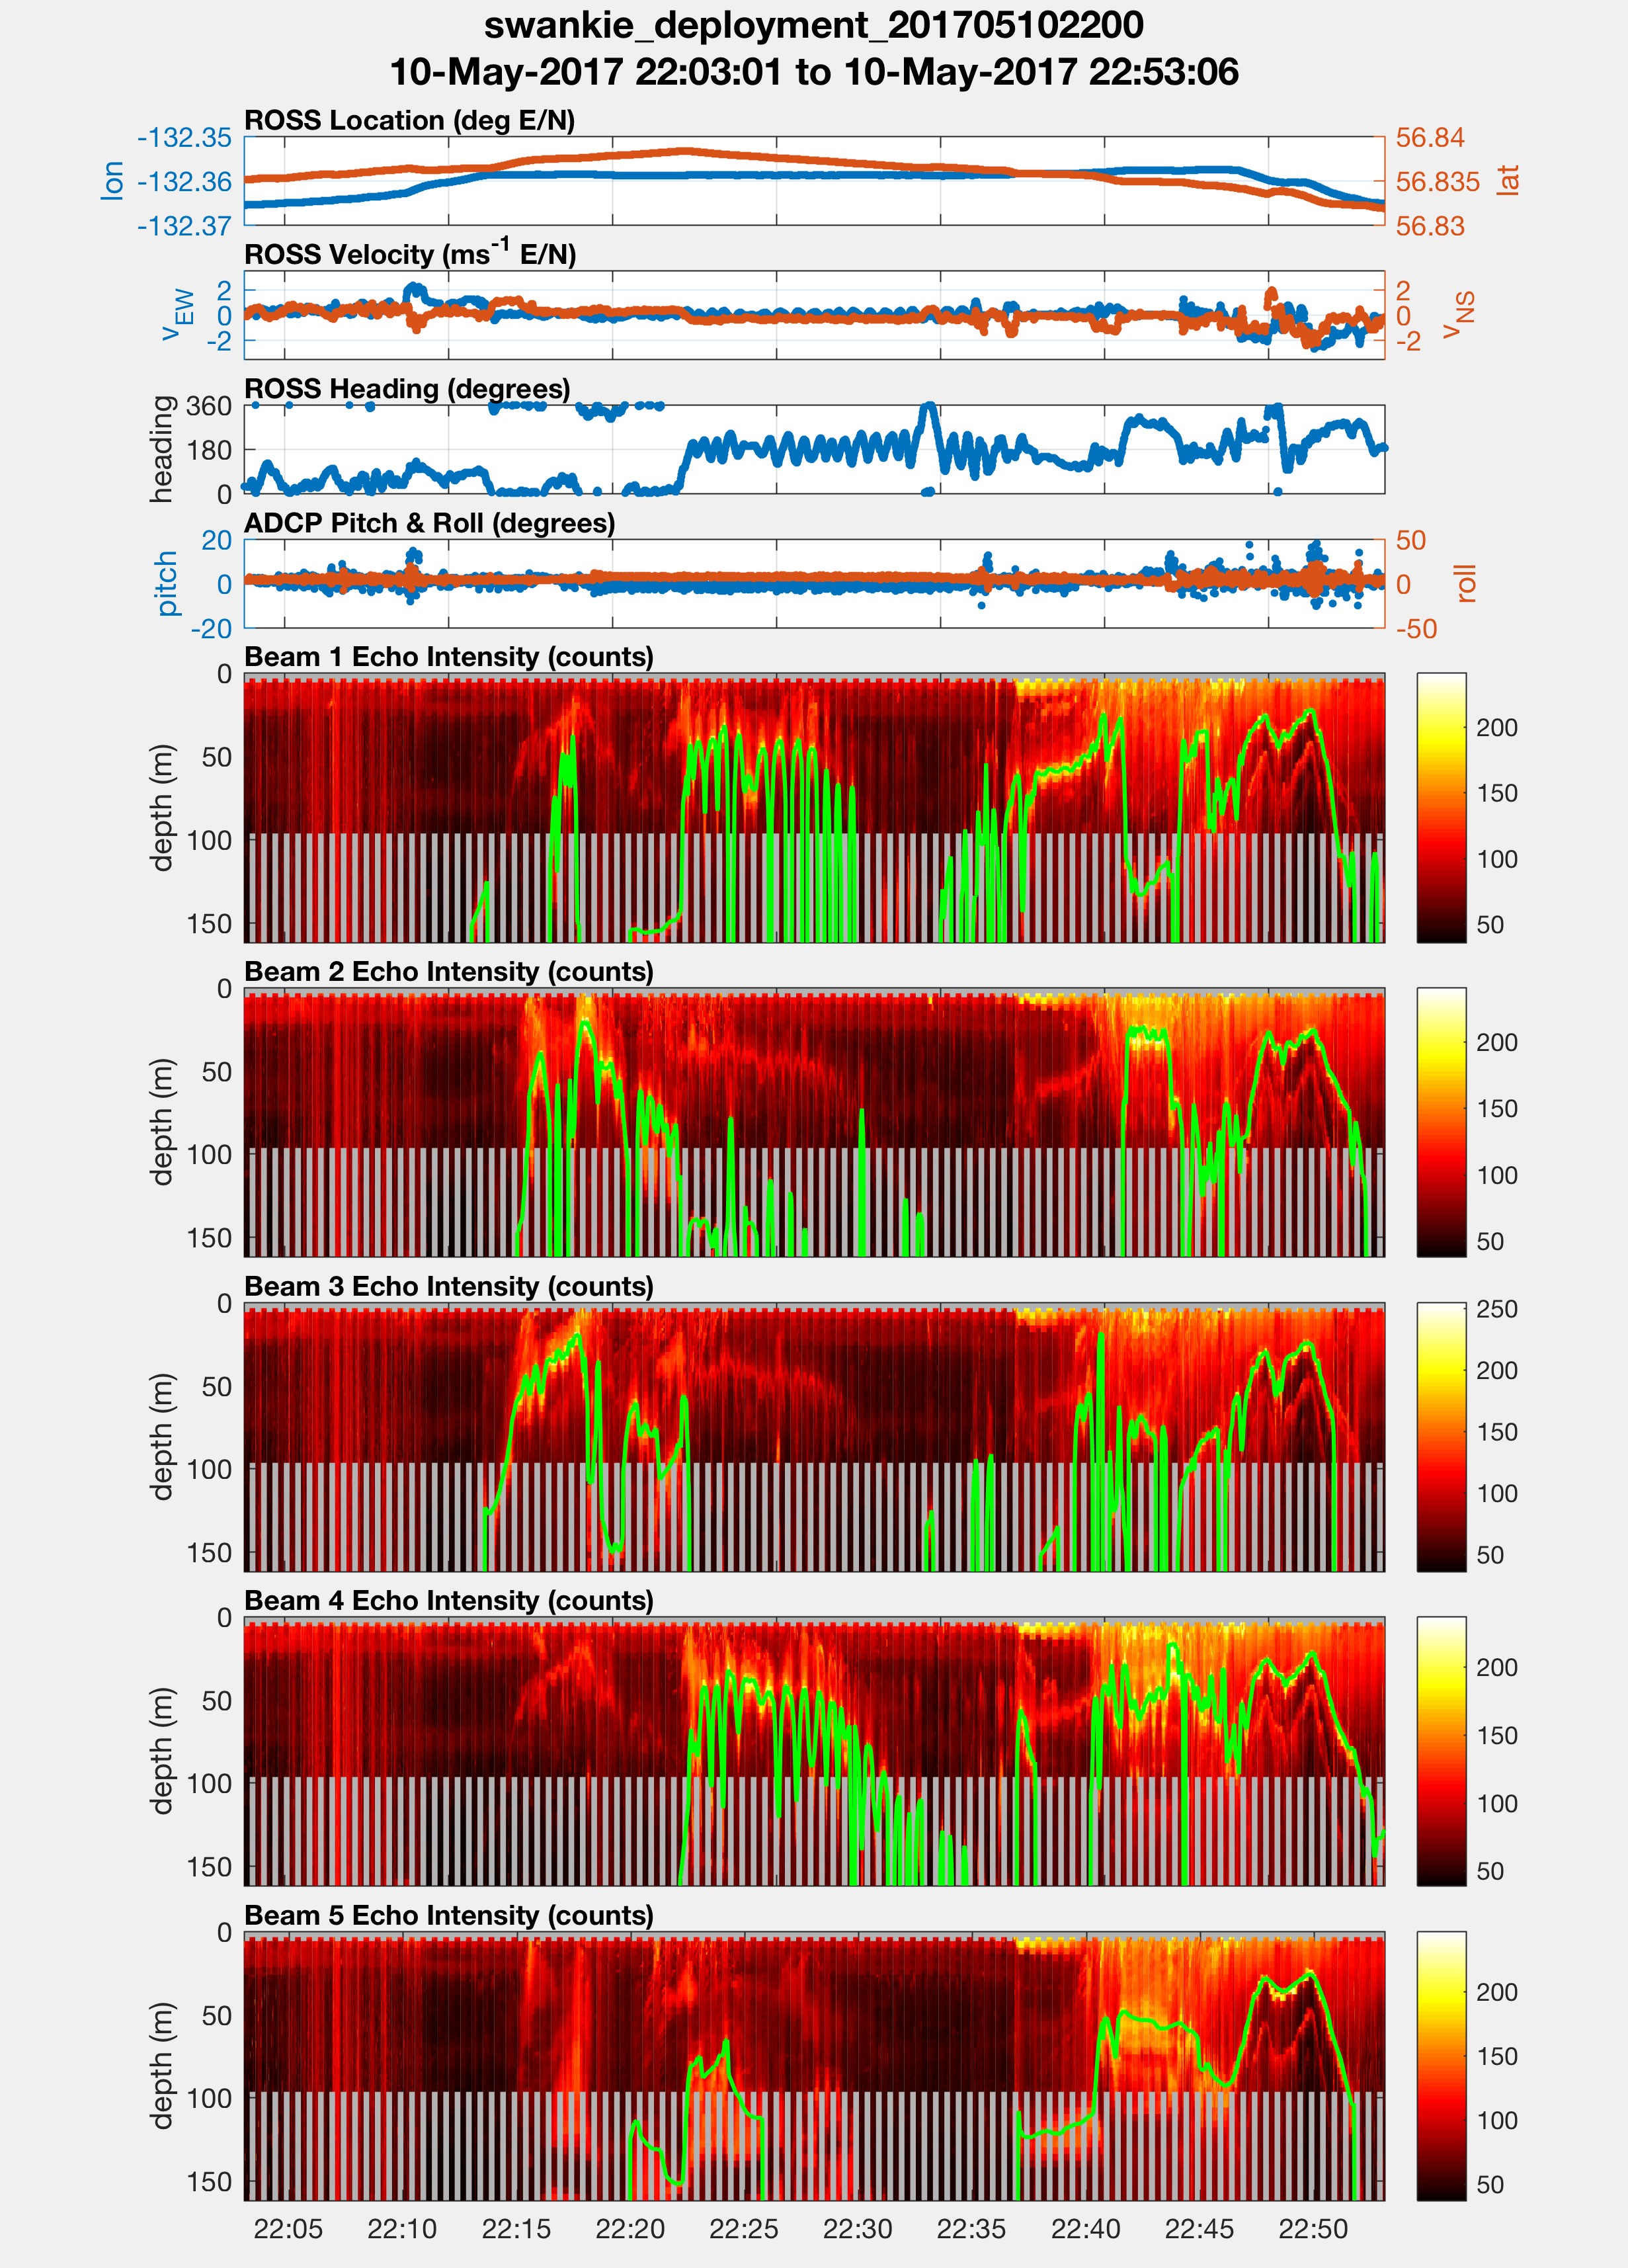 swankie_deployment_201705102200
10-May-2017 22:03:01 to 10-May-2017 22:53:06
ROSS Location (deg E/N)
-132.35
-132.36
-132.37
lon
56.84
56.835
56.83
lat
ROSS Velocity (ms-1 E/N)
2
0
-2
vEW
2
0
-2
vNS
ROSS Heading (degrees)
360
180
0
heading
ADCP Pitch & Roll (degrees)
20
0
-20
pitch
50
0
-50
roll
Beam 1 Echo Intensity (counts)
0
50
100
150
depth (m)
200
150
100
50
Beam 2 Echo Intensity (counts)
0
50
100
150
depth (m)
200
150
100
50
Beam 3 Echo Intensity (counts)
0
50
100
150
depth (m)
250
200
150
100
50
Beam 4 Echo Intensity (counts)
0
50
100
150
depth (m)
200
150
100
50
Beam 5 Echo Intensity (counts)
0
50
100
150
depth (m)
200
150
100
50
22:05 22:10 22:15 22:20 22:25 22:30 22:35 22:40 22:45 22:50